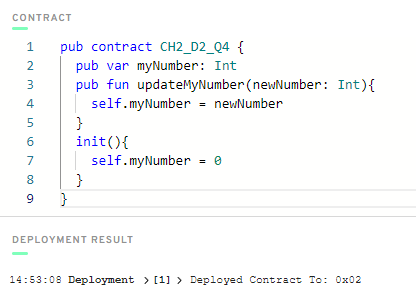 CONTRACT
1 pub contract CH2_D2_Q4 {
2 pub var myNumber: Int
3 pub fun updateMyNumber(newNumber: Int){
4 self.myNumber = newNumber
5 }
6 init(){
7 self.myNumber = 0
8 }
9 }
DEPLOYMENT RESULT
14:53:08 Deployment > [1] > Deployed Contract To: 0x02